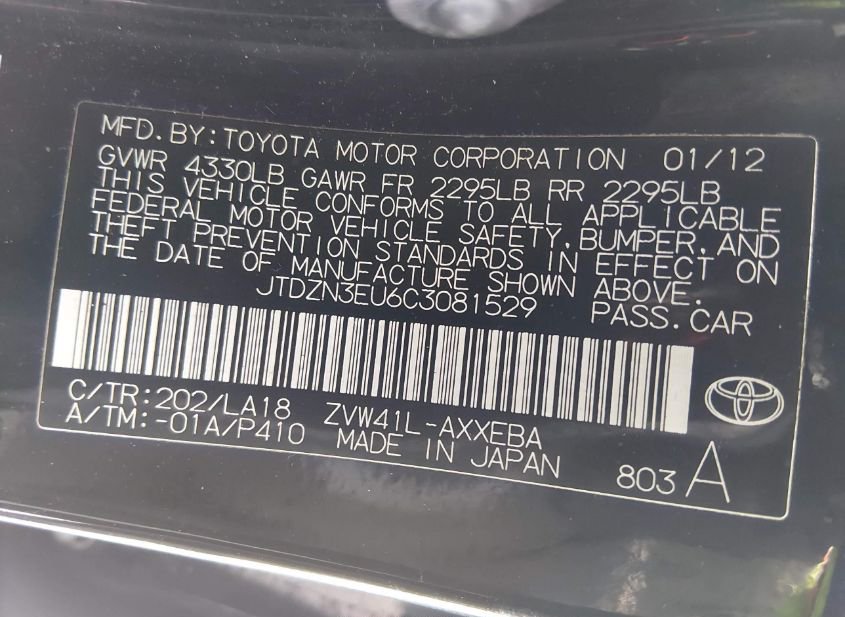 MFD. BY: TOYOTA MOTOR CORPORATION 01/12
GVWR 4330LB GAWR FR 2295LB RR 2295LB
THIS VEHICLE CONFORMS TO ALL APPLICABLE
FEDERAL MOTOR VEHICLE SAFETY, BUMPER, AND
THEFT PREVENTION STANDARDS IN EFFECT ON
THE DATE OF MANUFACTURE SHOWN ABOVE.
JTDZN3EU6C3081529 PASS. CAR
C/TR: 202/LA18 ZVW41L-AXXEBA
A/TM: -01A/P410 MADE IN JAPAN 803 A